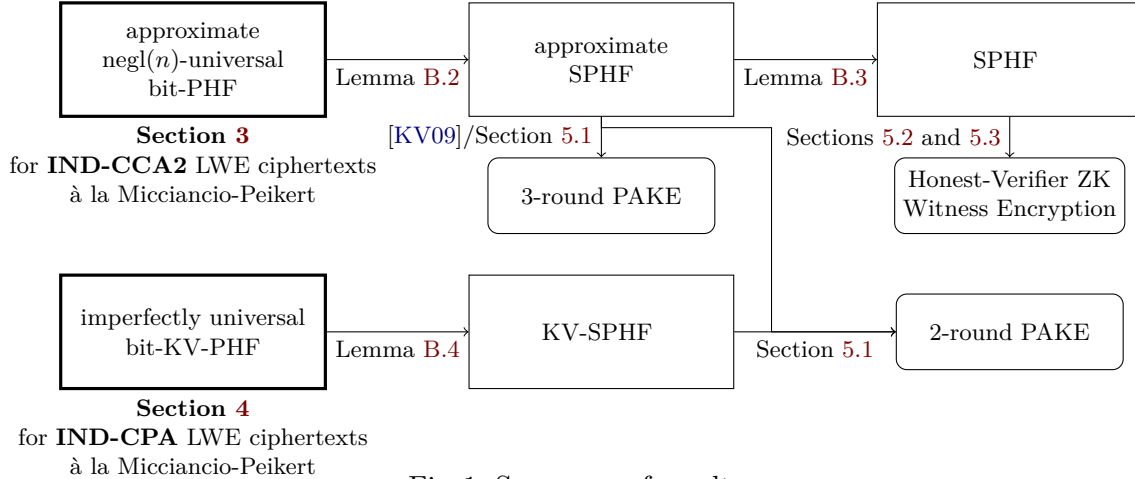 approximate
negl(n)-universal
bit-PHF
Lemma B.2
approximate
SPHF
Lemma B.3
SPHF
Section 3
for IND-CCA2 LWE ciphertexts
à la Micciancio-Peikert
[KV09]/Section 5.1
3-round PAKE
Sections 5.2 and 5.3
Honest-Verifier ZK
Witness Encryption
imperfectly universal
bit-KV-PHF
Lemma B.4
KV-SPHF
Section 5.1
2-round PAKE
Section 4
for IND-CPA LWE ciphertexts
à la Micciancio-Peikert